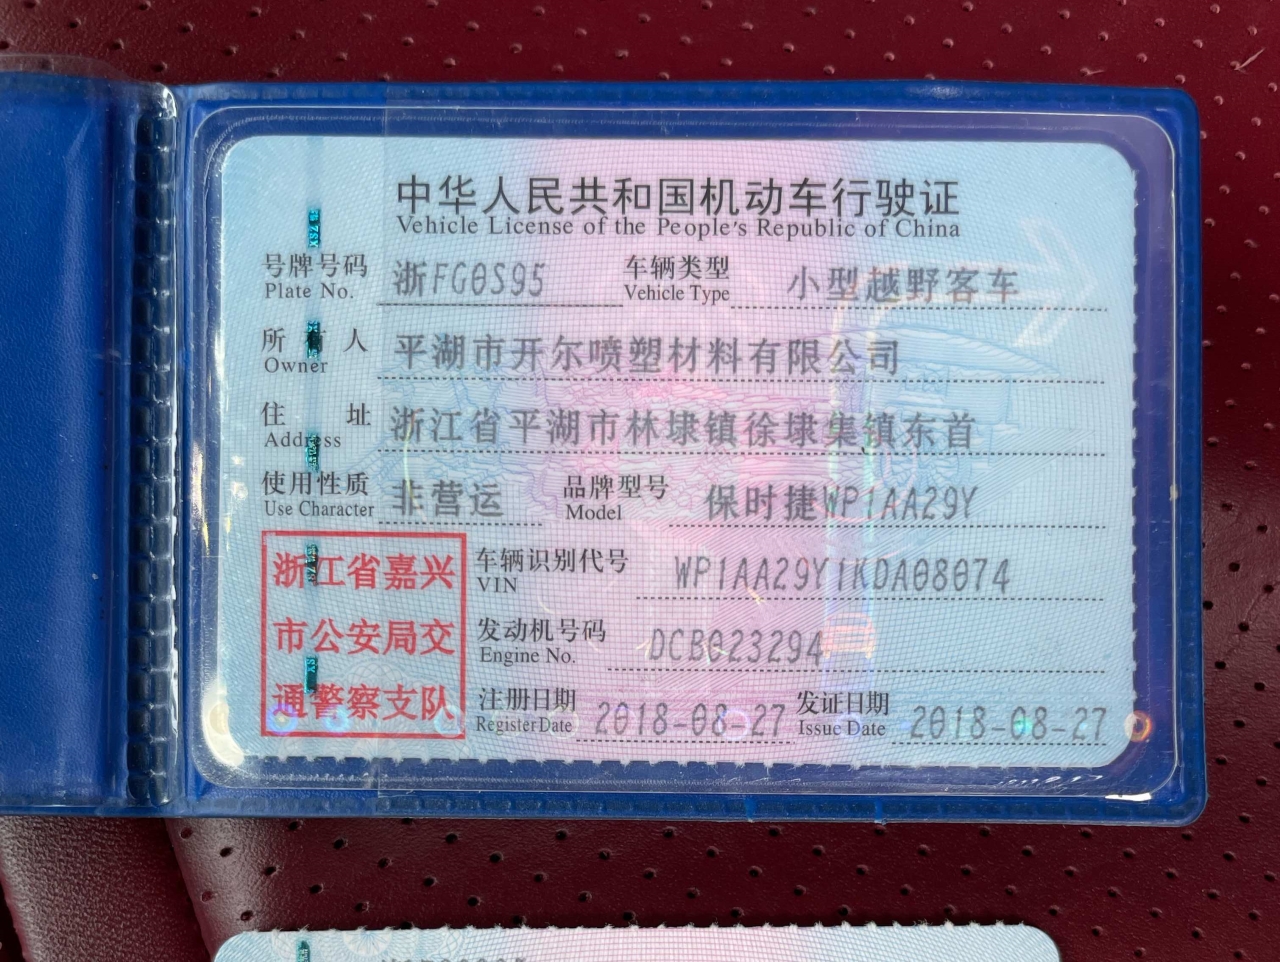 中华人民共和国机动车行驶证
Vehicle License of the People's Republic of China
号牌号码 浙FG0S95 车辆类型 小型越野客车
Plate No. Vehicle Type
所有人 平湖市开尔喷塑材料有限公司
Owner
住址 浙江省平湖市林埭镇徐埭集镇东首
Address
使用性质 非营运 品牌型号 保时捷WP1AA29Y
Use Character Model
浙江省嘉兴
市公安局交
通警察支队
车辆识别代号 WP1AA29Y1KDA08074
VIN
发动机号码 DCB023294
Engine No.
注册日期 2018-08-27 发证日期 2018-08-27
Register Date Issue Date